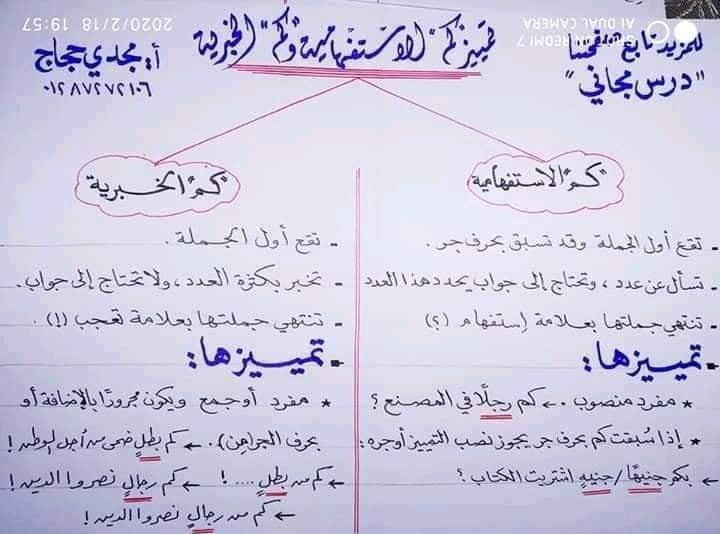 للمزيد تابع صفحتنا
"درس مجاني"
تمييز "كم" الاستفهامية و"كم" الخبرية
أ. مجدي حجاج
٠١٢٨٧٢٧٢١٠٦
2020/2/18 19:57
SHOT ON REDMI 7
AI DUAL CAMERA
"كم" الاستفهامية
- تقع أول الجملة وقد تسبق بحرف جر.
- تسأل عن عدد، وتحتاج إلى جواب يحدد هذا العدد
- تنتهي جملتها بعلامة إستفهام (؟)
- تمييزها:
* مفرد منصوب. ← كم رجلًا في المصنع؟
* إذا سُبقت كم بحرف جر يجوز نصب التمييز أو جره:
← بكم جنيهًا/جنيهٍ اشتريت الكتاب؟
"كم" الخبرية
- تقع أول الجملة.
- تخبر بكثرة العدد، ولا تحتاج إلى جواب.
- تنتهي جملتها بعلامة تعجب (!).
- تمييزها:
* مفرد أو جمع ويكون مجرورًا بالإضافة أو
بحرف الجر (من). ← كم بطلٍ ضحى من أجل الوطن!
← كم من بطلٍ ....! ← كم رجالٍ نصروا الدين!
← كم من رجالٍ نصروا الدين!